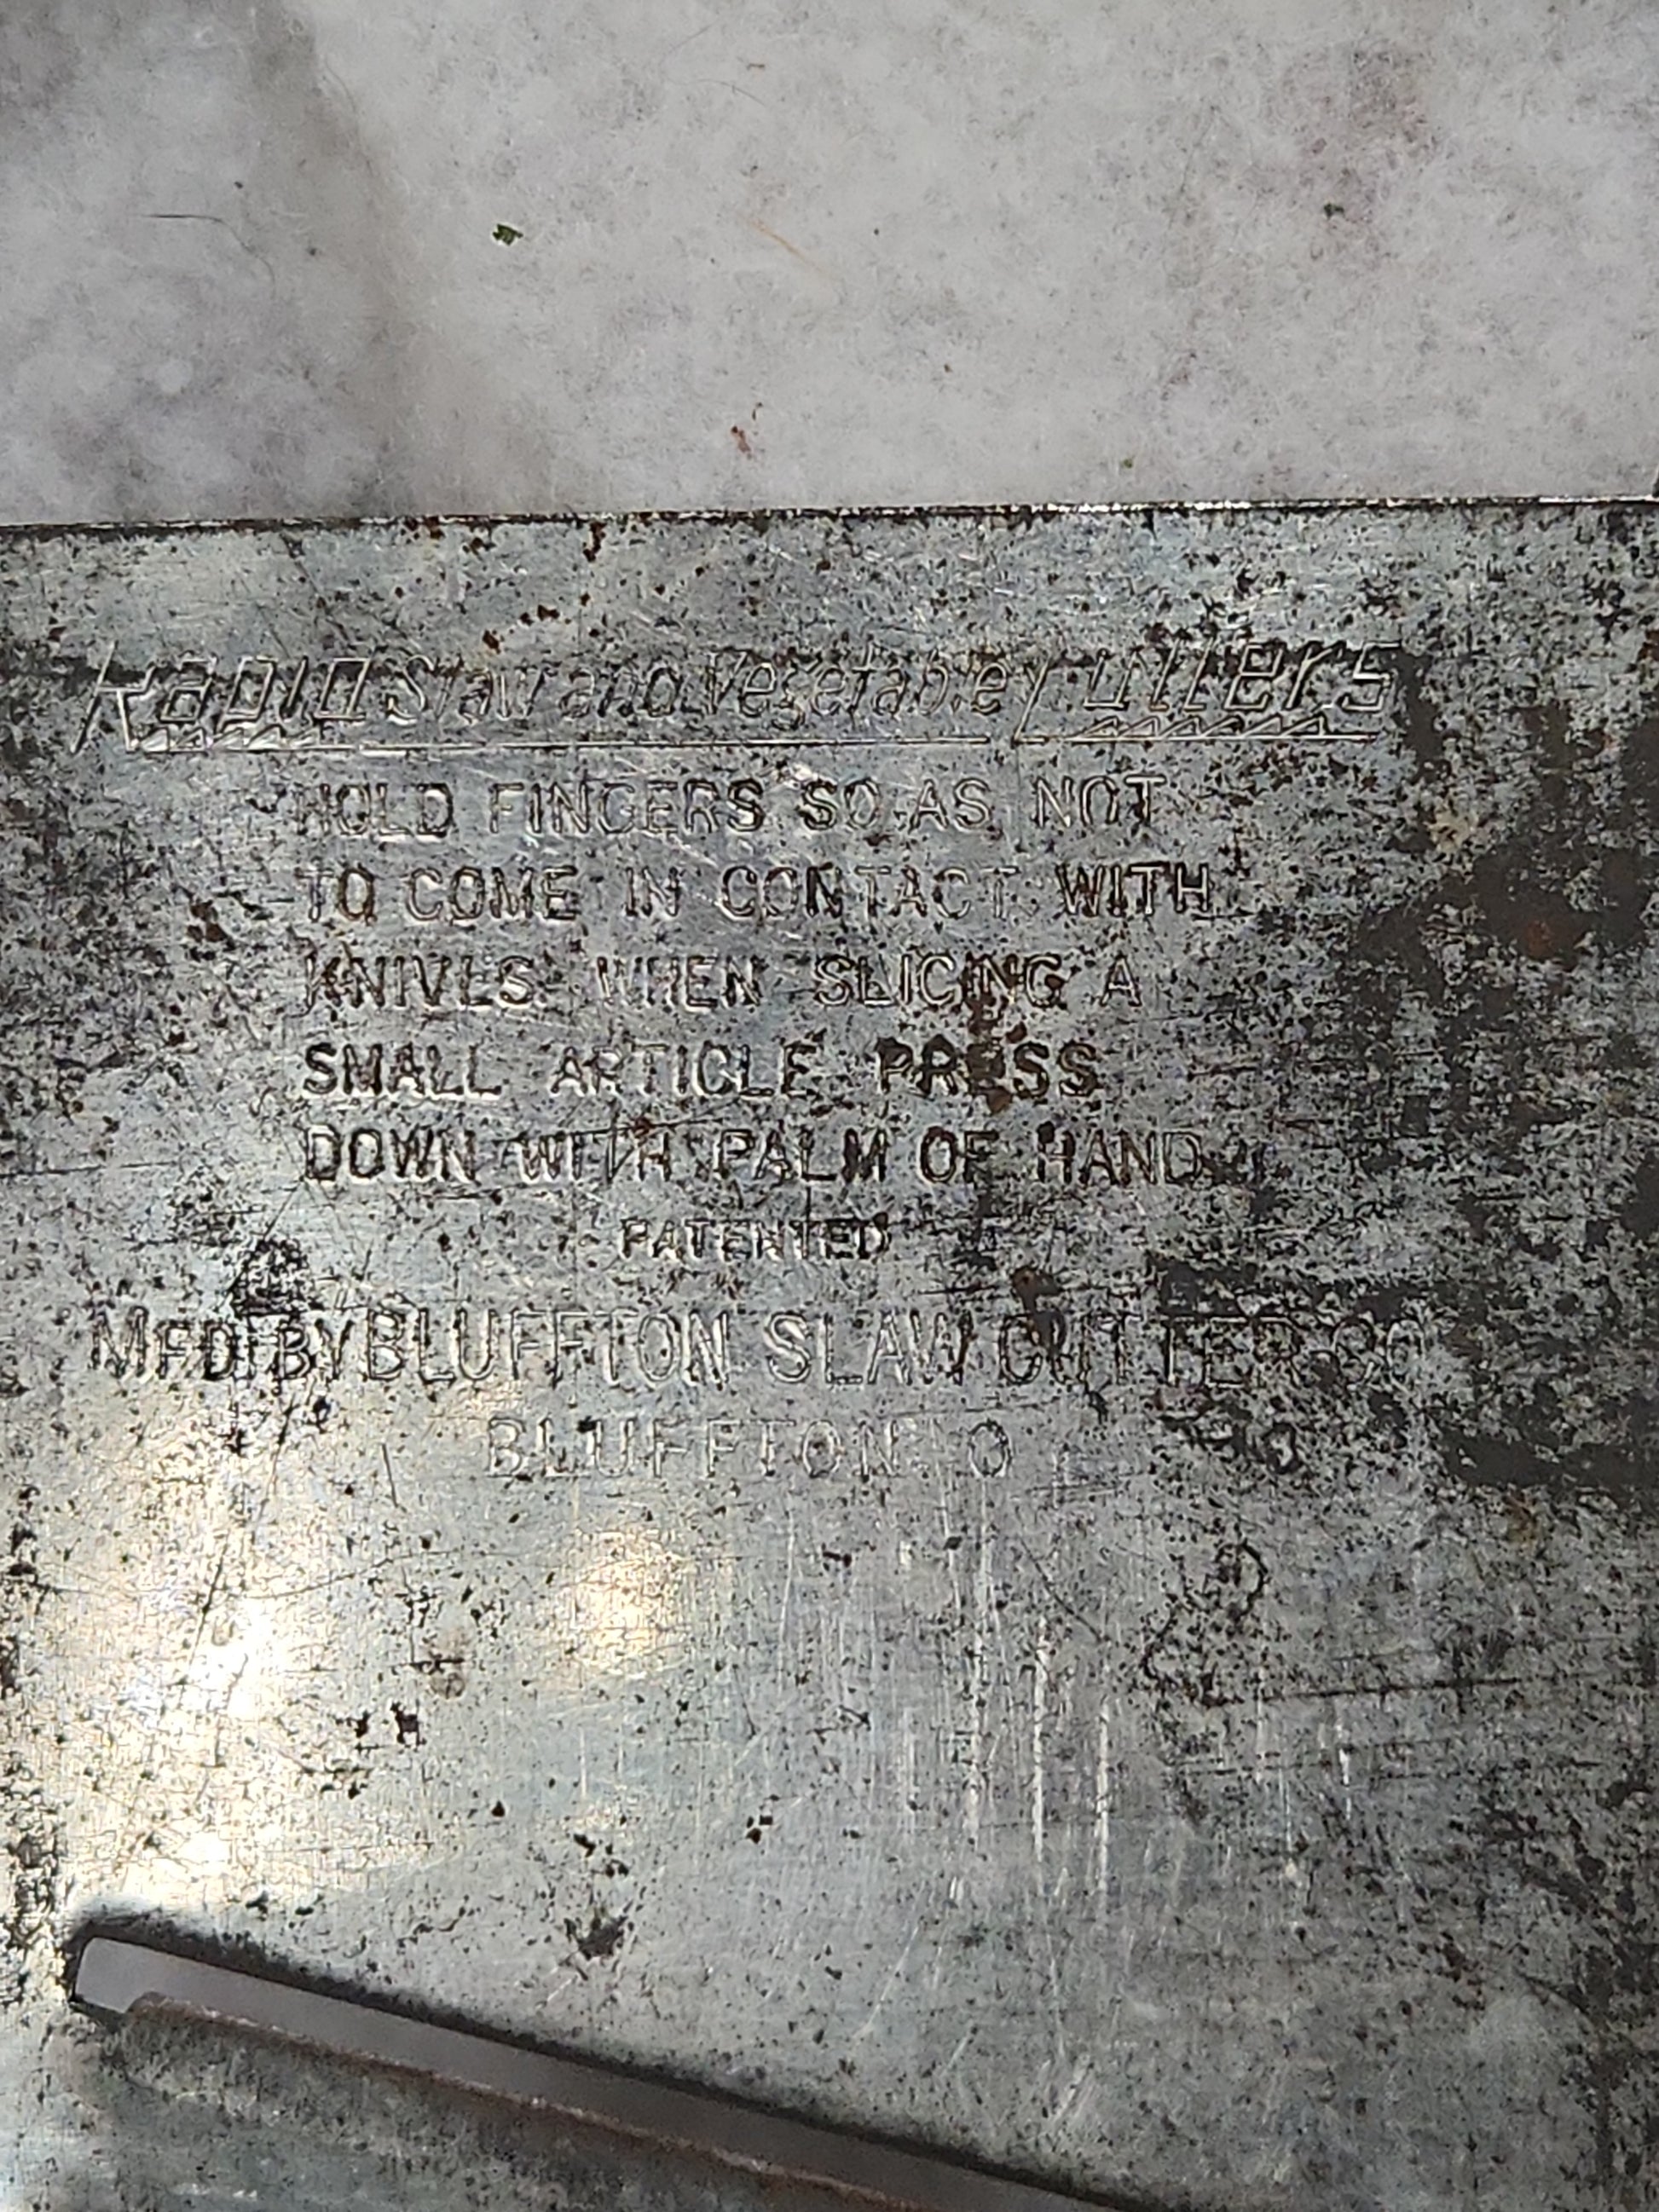 Rapid Slaw and Vegetable Cutters
HOLD FINGERS SO AS NOT
TO COME IN CONTACT WITH
KNIVES WHEN SLICING A
SMALL ARTICLE PRESS
DOWN WITH PALM OF HAND
PATENTED
MFD BY BLUFFTON SLAW CUTTER CO
BLUFFTON O